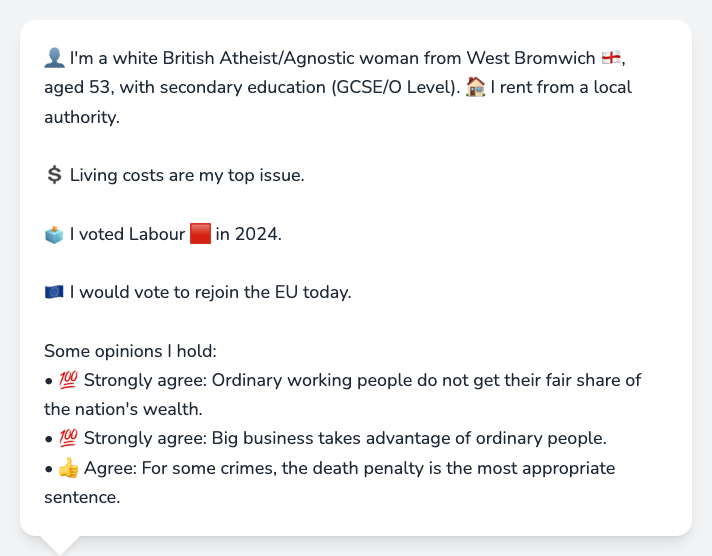 👤 I'm a white British Atheist/Agnostic woman from West Bromwich 🏴󠁧󠁢󠁥󠁮󠁧󠁿,
aged 53, with secondary education (GCSE/O Level). 🏠 I rent from a local
authority.
💲 Living costs are my top issue.
🗳️ I voted Labour 🟥 in 2024.
🇪🇺 I would vote to rejoin the EU today.
Some opinions I hold:
• 💯 Strongly agree: Ordinary working people do not get their fair share of
the nation's wealth.
• 💯 Strongly agree: Big business takes advantage of ordinary people.
• 👍 Agree: For some crimes, the death penalty is the most appropriate
sentence.